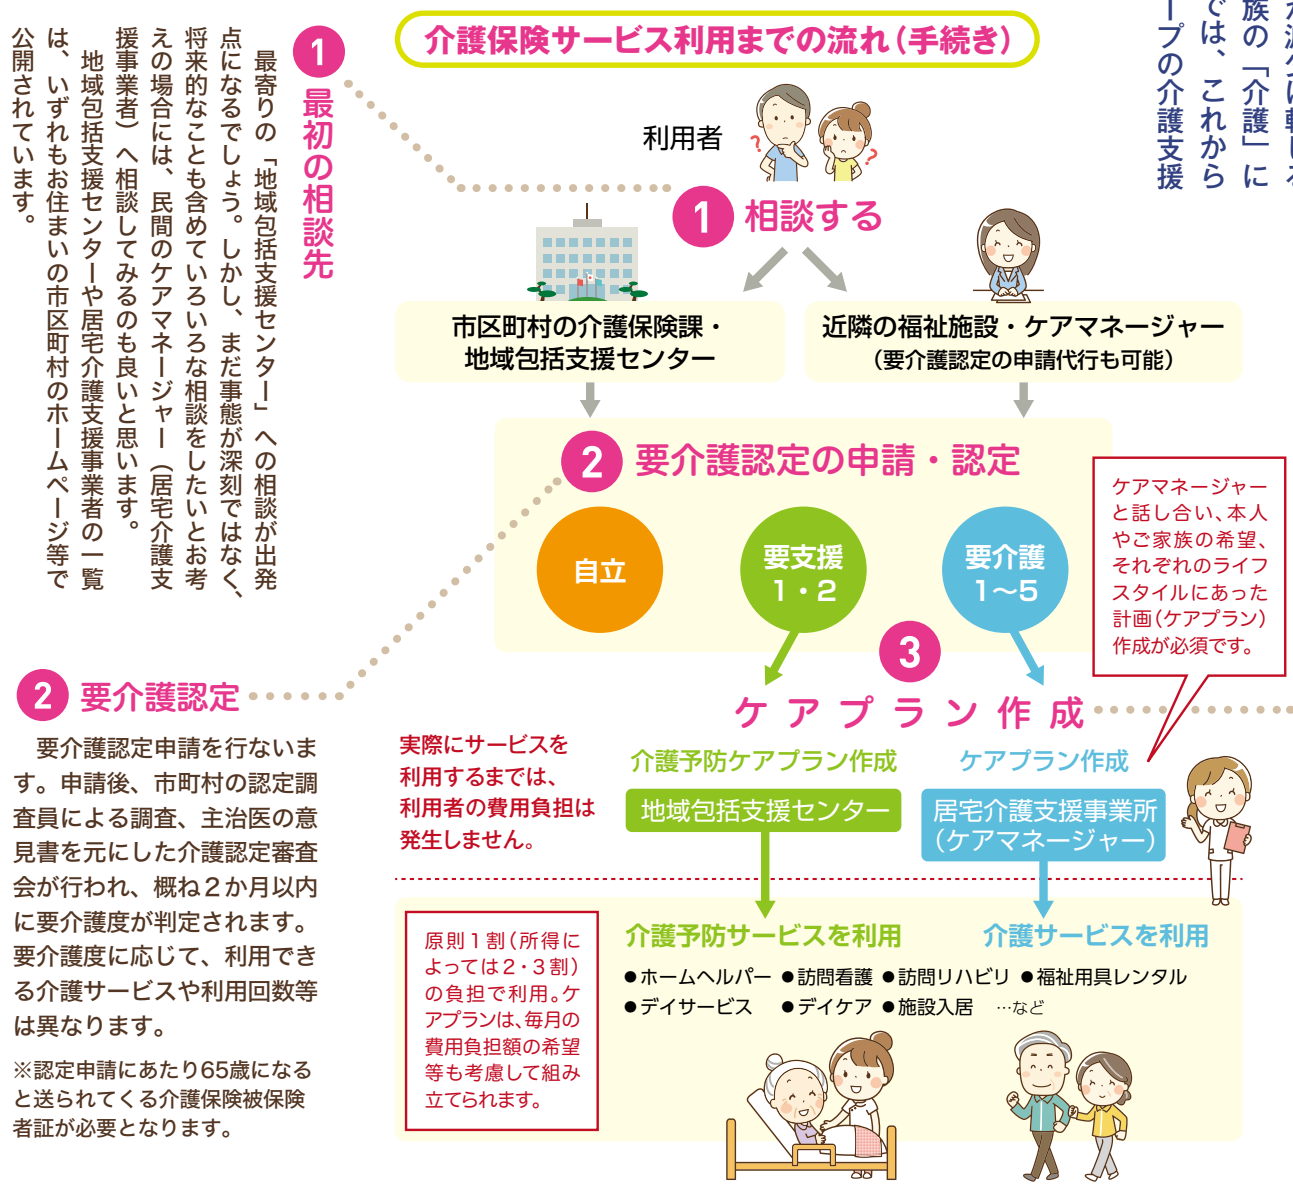 介護保険サービス利用までの流れ(手続き)
が深刻に転じる
族の「介護」に
では、これから
ープの介護支援
1 最初の相談先
最寄りの「地域包括支援センター」への相談が出発
点になるでしょう。しかし、まだ事態が深刻ではなく、
将来的なことも含めていろいろな相談をしたいとお考
えの場合には、民間のケアマネージャー(居宅介護支
援事業者)へ相談してみるのも良いと思います。
地域包括支援センターや居宅介護支援事業者の一覧
は、いずれもお住まいの市区町村のホームページ等で
公開されています。
利用者
1 相談する
市区町村の介護保険課・
地域包括支援センター
近隣の福祉施設・ケアマネージャー
(要介護認定の申請代行も可能)
2 要介護認定の申請・認定
自立
要支援
1・2
要介護
1〜5
ケアマネージャー
と話し合い、本人
やご家族の希望、
それぞれのライフ
スタイルにあった
計画(ケアプラン)
作成が必須です。
2 要介護認定
要介護認定申請を行ないま
す。申請後、市町村の認定調
査員による調査、主治医の意
見書を元にした介護認定審査
会が行われ、概ね2か月以内
に要介護度が判定されます。
要介護度に応じて、利用でき
る介護サービスや利用回数等
は異なります。
※認定申請にあたり65歳になる
と送られてくる介護保険被保険
者証が必要となります。
3
ケアプラン作成
実際にサービスを
利用するまでは、
利用者の費用負担は
発生しません。
介護予防ケアプラン作成
地域包括支援センター
ケアプラン作成
居宅介護支援事業所
(ケアマネージャー)
原則1割(所得に
よっては2・3割)
の負担で利用。ケ
アプランは、毎月の
費用負担額の希望
等も考慮して組み
立てられます。
介護予防サービスを利用
介護サービスを利用
●ホームヘルパー ●訪問看護 ●訪問リハビリ ●福祉用具レンタル
●デイサービス ●デイケア ●施設入居 …など